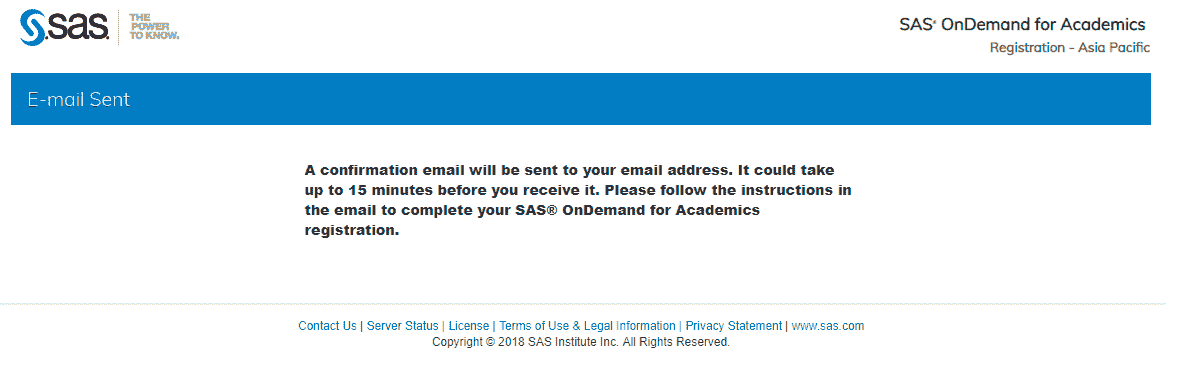 sas
THE
POWER
TO KNOW.
SAS® OnDemand for Academics
Registration - Asia Pacific
E-mail Sent
A confirmation email will be sent to your email address. It could take
up to 15 minutes before you receive it. Please follow the instructions in
the email to complete your SAS® OnDemand for Academics
registration.
Contact Us | Server Status | License | Terms of Use & Legal Information | Privacy Statement | www.sas.com
Copyright © 2018 SAS Institute Inc. All Rights Reserved.